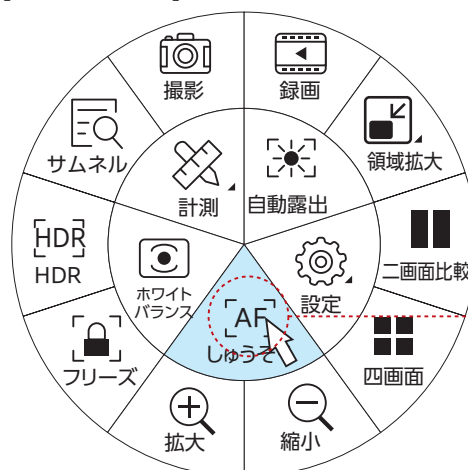 撮影
録画
サムネル
領域拡大
計測
自動露出
HDR
HDR
二画面比較
ホワイト
バランス
設定
AF
しゅうそ
フリーズ
四画面
拡大
縮小